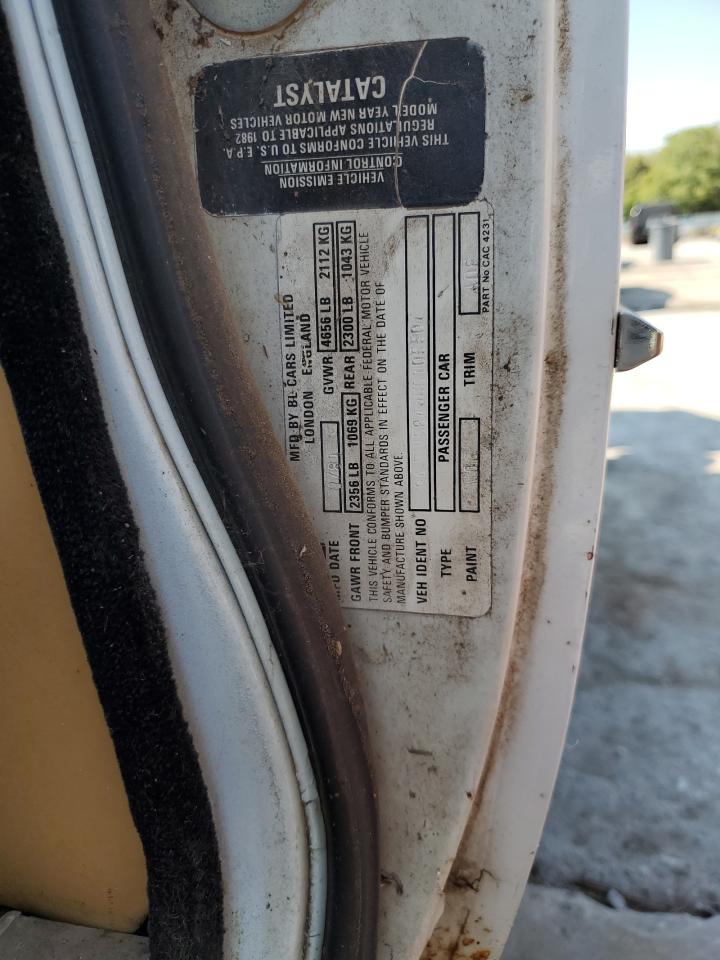 VEHICLE EMISSION
CONTROL INFORMATION
THIS VEHICLE CONFORMS TO U.S. E.P.A.
REGULATIONS APPLICABLE TO 1982
MODEL YEAR NEW MOTOR VEHICLES
CATALYST
MFD BY BL CARS LIMITED
LONDON ENGLAND
DATE GVWR 4656 LB 2112 KG
GAWR FRONT 2356 LB 1069 KG REAR 2300 LB 1043 KG
THIS VEHICLE CONFORMS TO ALL APPLICABLE FEDERAL MOTOR VEHICLE
SAFETY AND BUMPER STANDARDS IN EFFECT ON THE DATE OF
MANUFACTURE SHOWN ABOVE.
VEH IDENT NO
TYPE PASSENGER CAR
PAINT TRIM
PART No CAC 4231